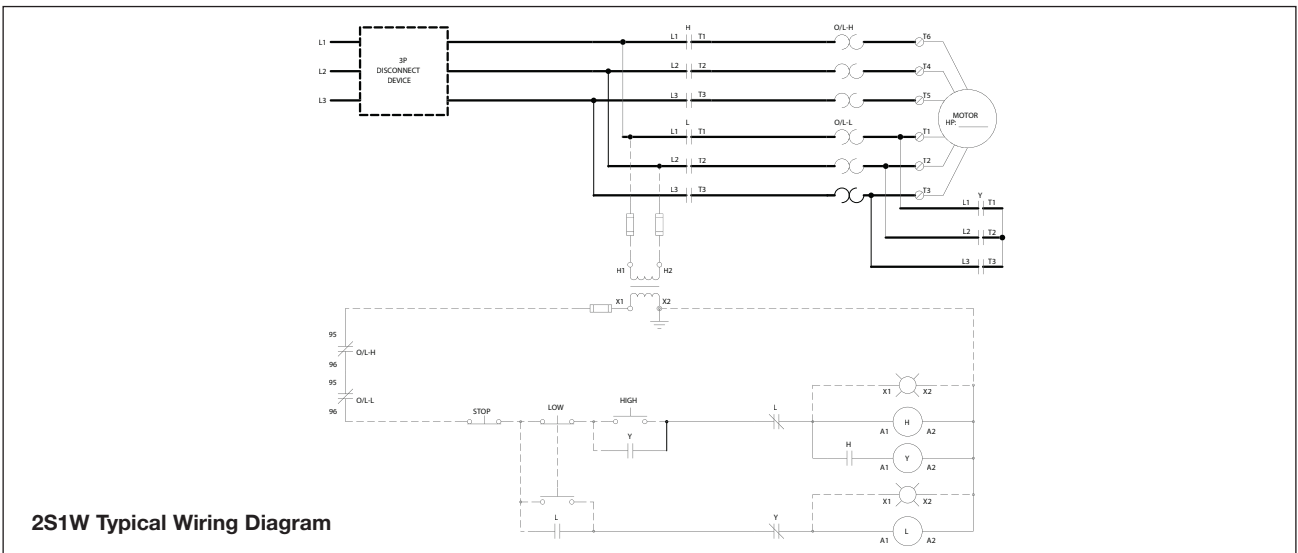 H
O/L-H
L1
L1 T1
T6
3P
DISCONNECT
DEVICE
L2
L2 T2
T4
L3
L3 T3
T5
MOTOR
HP:
L
O/L-L
L1 T1
T1
L2 T2
T2
L3 T3
T3
Y
L1 T1
L2 T2
L3 T3
H1 H2
X1 X2
95
O/L-H
96
95
O/L-L
96
X1 X2
STOP
LOW
HIGH
L
H
A1 A2
Y
H
Y
A1 A2
X1 X2
L
Y
L
A1 A2
2S1W Typical Wiring Diagram